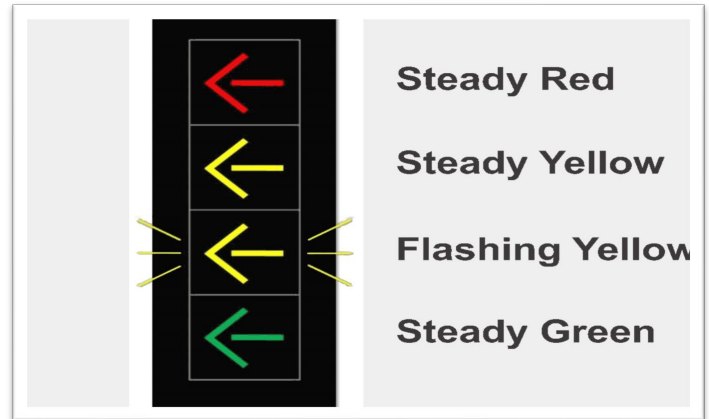 Steady Red
Steady Yellow
Flashing Yellow
Steady Green